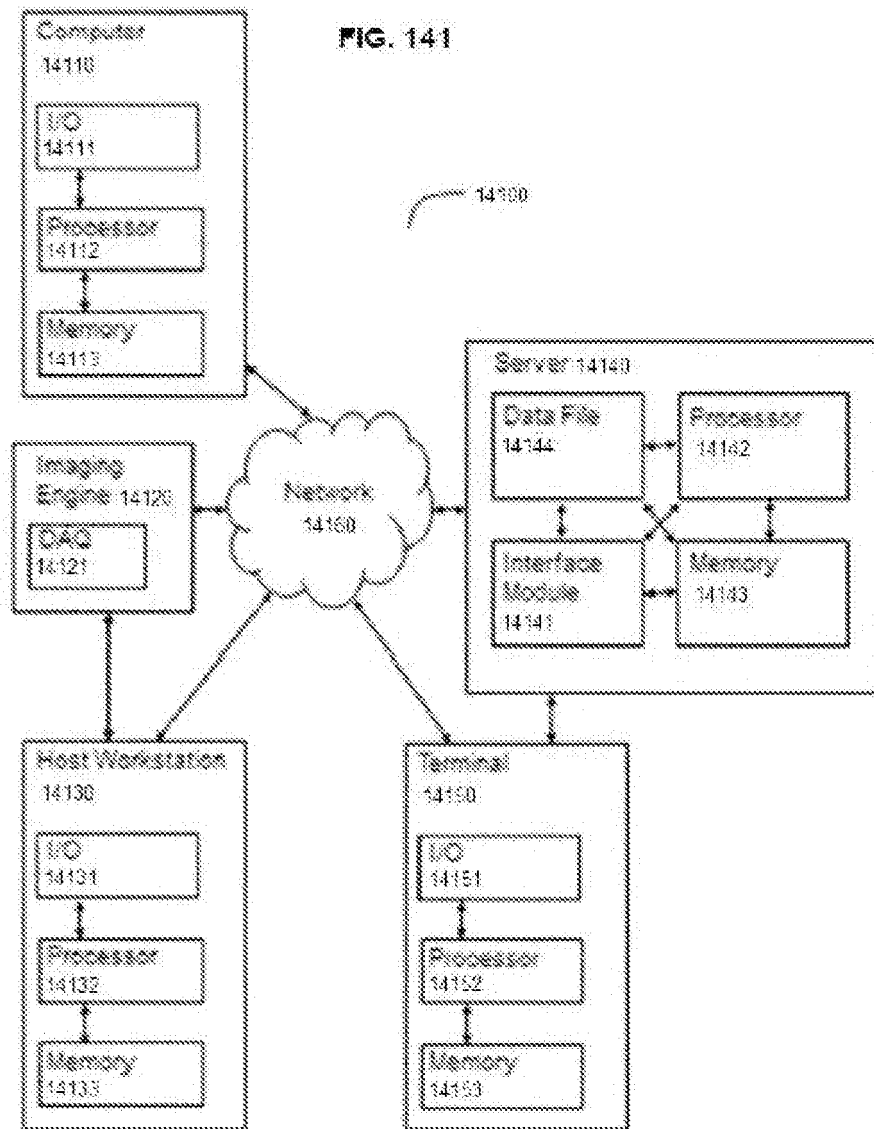 FIG. 141
Computer
14110
I/O
14111
Processor
14112
Memory
14113
14100
Server 14140
Data File
14144
Processor
14142
Interface
Module
14141
Memory
14143
Imaging
Engine 14120
DAQ
14121
Network
14160
Host Workstation
14130
I/O
14131
Processor
14132
Memory
14133
Terminal
14150
I/O
14151
Processor
14152
Memory
14153